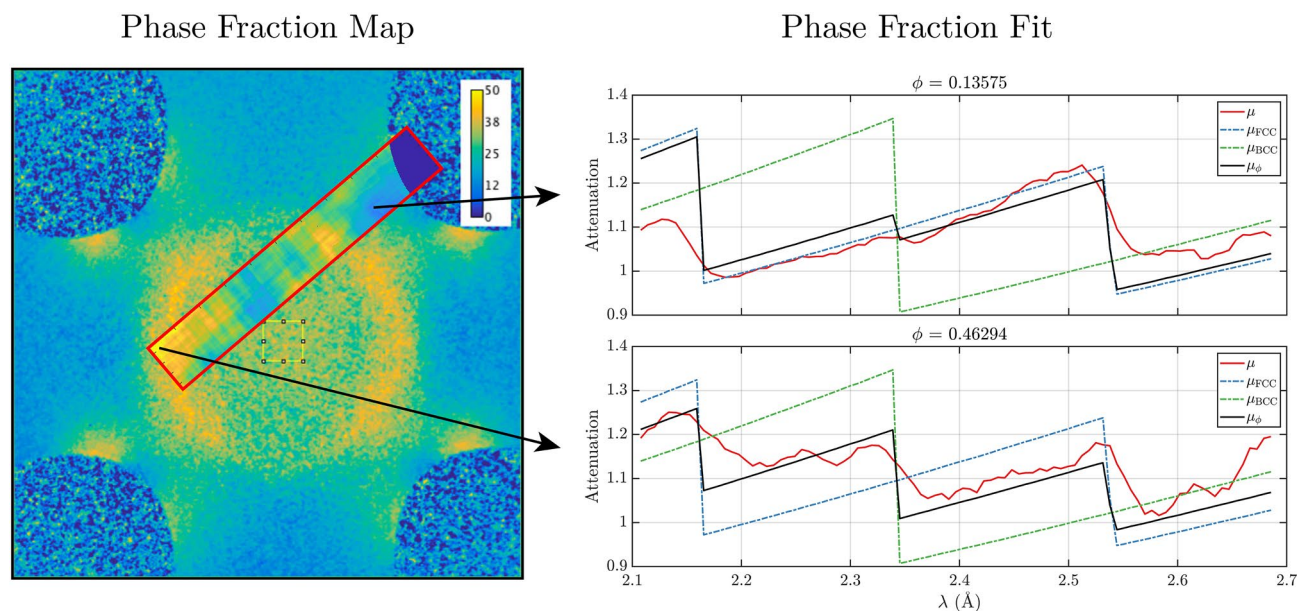 Phase Fraction Map
50
38
25
12
0
Phase Fraction Fit
ϕ = 0.13575
1.4
1.3
1.2
1.1
1
0.9
Attenuation
μ
μFCC
μBCC
μϕ
ϕ = 0.46294
1.4
1.3
1.2
1.1
1
0.9
Attenuation
μ
μFCC
μBCC
μϕ
2.1 2.2 2.3 2.4 2.5 2.6 2.7
λ (Å)